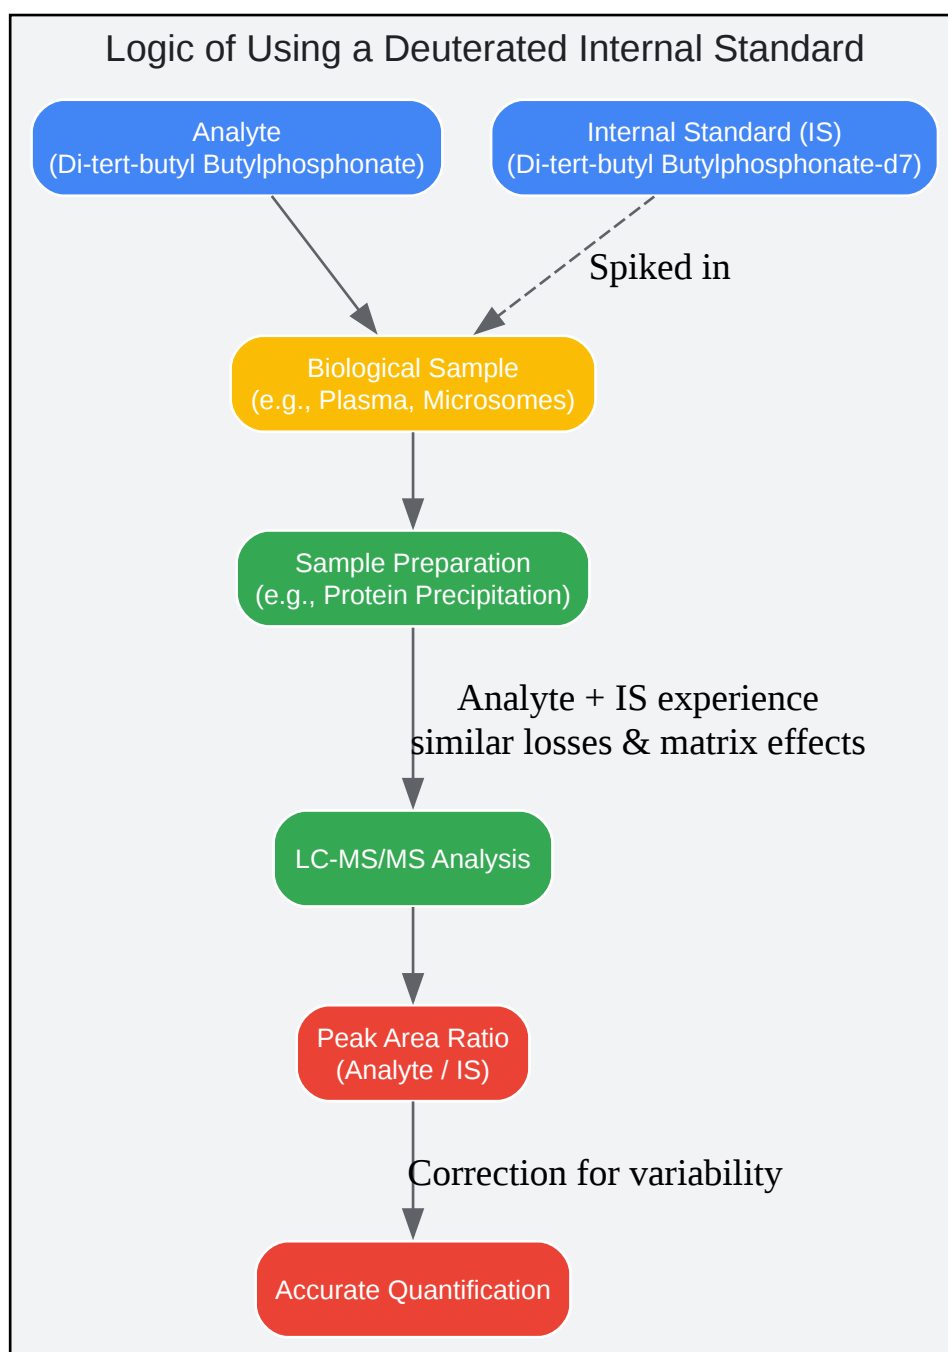 Logic of Using a Deuterated Internal Standard
Analyte
(Di-tert-butyl Butylphosphonate)
Internal Standard (IS)
(Di-tert-butyl Butylphosphonate-d7)
Spiked in
Biological Sample
(e.g., Plasma, Microsomes)
Sample Preparation
(e.g., Protein Precipitation)
Analyte + IS experience
similar losses & matrix effects
LC-MS/MS Analysis
Peak Area Ratio
(Analyte / IS)
Correction for variability
Accurate Quantification